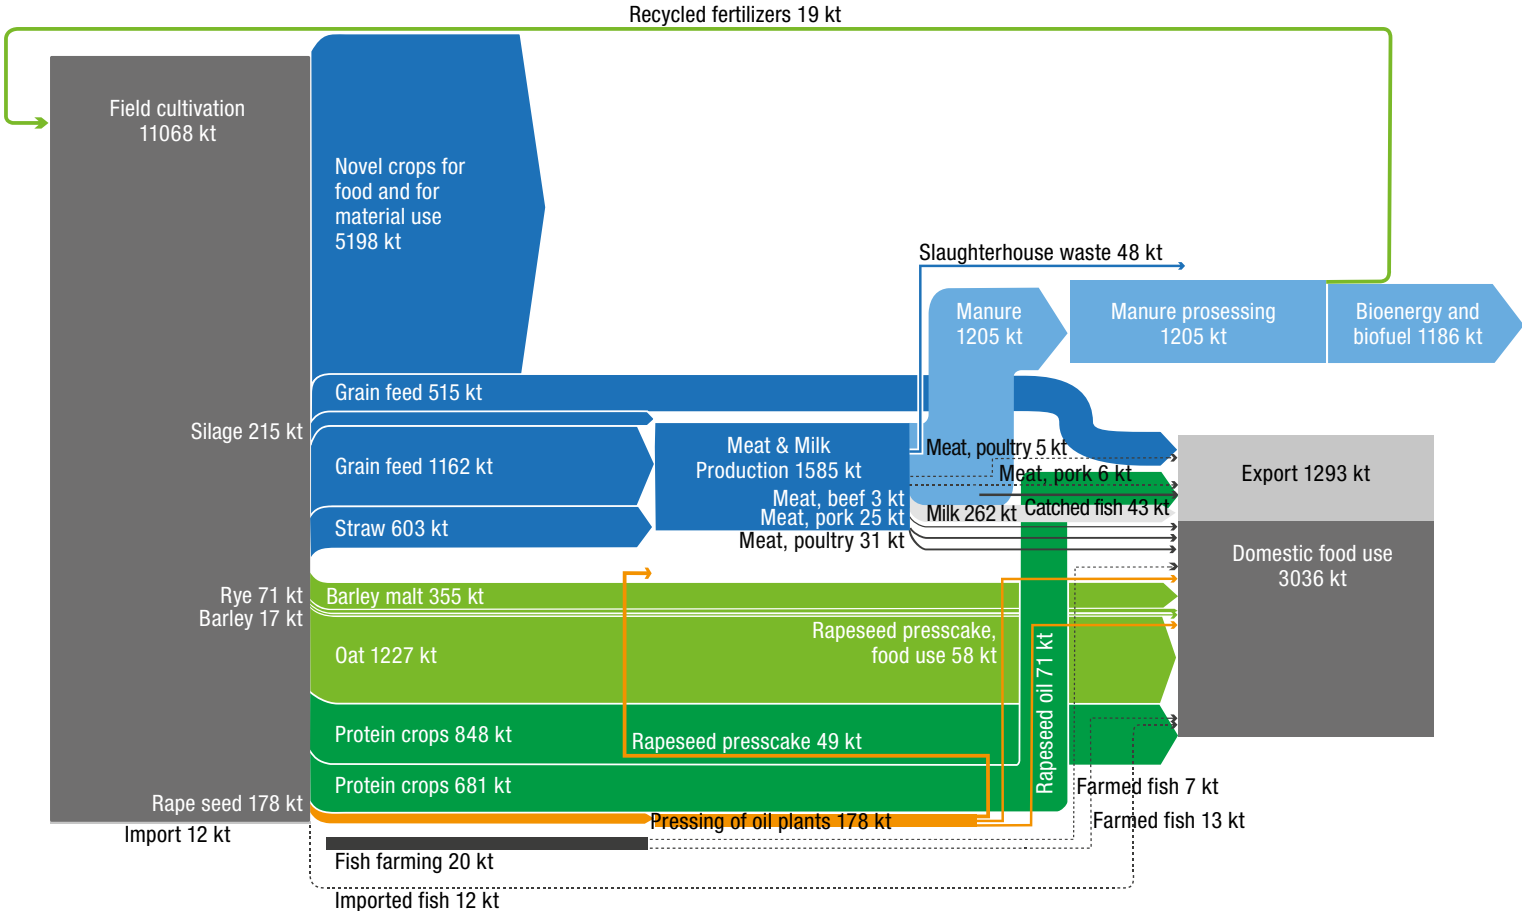 Recycled fertilizers 19 kt
Field cultivation
11068 kt
Novel crops for
food and for
material use
5198 kt
Slaughterhouse waste 48 kt
Manure
1205 kt
Manure prosessing
1205 kt
Bioenergy and
biofuel 1186 kt
Grain feed 515 kt
Silage 215 kt
Grain feed 1162 kt
Straw 603 kt
Meat & Milk
Production 1585 kt
Meat, beef 3 kt
Meat, pork 25 kt
Meat, poultry 31 kt
Meat, poultry 5 kt
Meat, pork 6 kt
Milk 262 kt
Catched fish 43 kt
Export 1293 kt
Domestic food use
3036 kt
Rye 71 kt
Barley 17 kt
Barley malt 355 kt
Oat 1227 kt
Rapeseed presscake,
food use 58 kt
Rapeseed oil 71 kt
Protein crops 848 kt
Rapeseed presscake 49 kt
Protein crops 681 kt
Rape seed 178 kt
Import 12 kt
Pressing of oil plants 178 kt
Farmed fish 7 kt
Farmed fish 13 kt
Fish farming 20 kt
Imported fish 12 kt